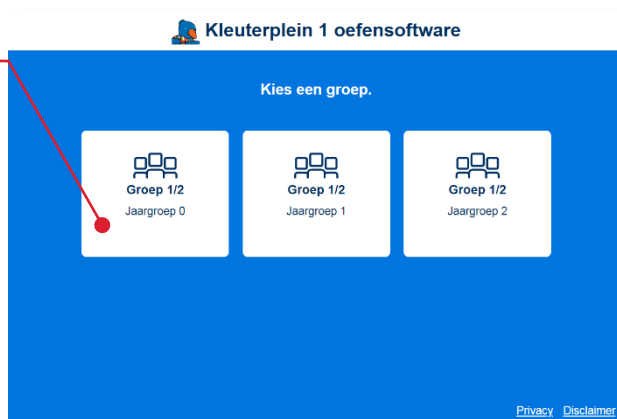 Kleuterplein 1 oefensoftware
Kies een groep.
Groep 1/2
Jaargroep 0
Groep 1/2
Jaargroep 1
Groep 1/2
Jaargroep 2
Privacy Disclaimer